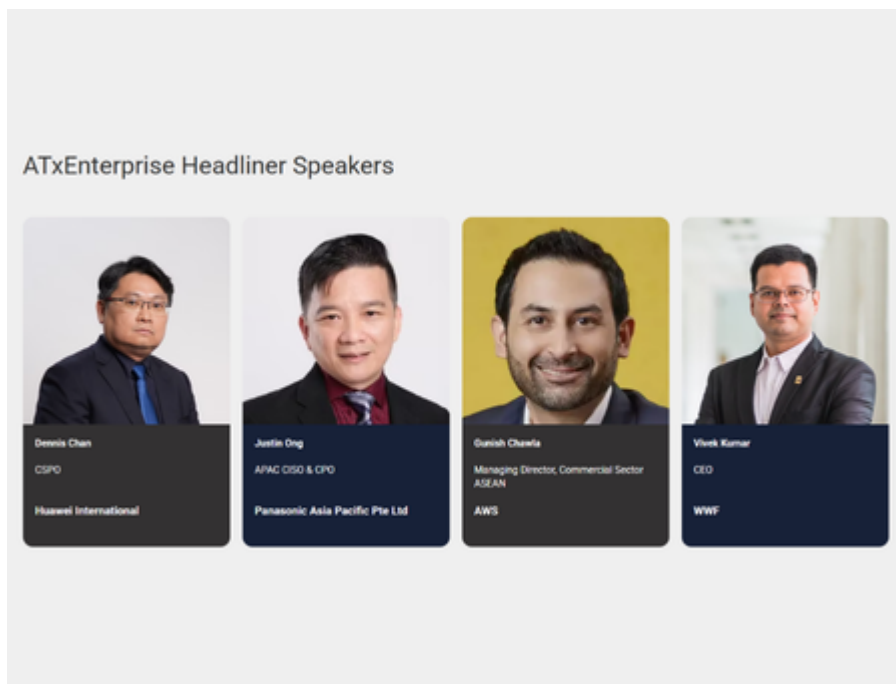 ATxEnterprise Headliner Speakers
Dennis Chan
CSPO
Huawei International
Justin Ong
APAC CISO & CPO
Panasonic Asia Pacific Pte Ltd
Gunish Chawla
Managing Director, Commercial Sector
ASEAN
AWS
Vivek Kumar
CEO
WWF